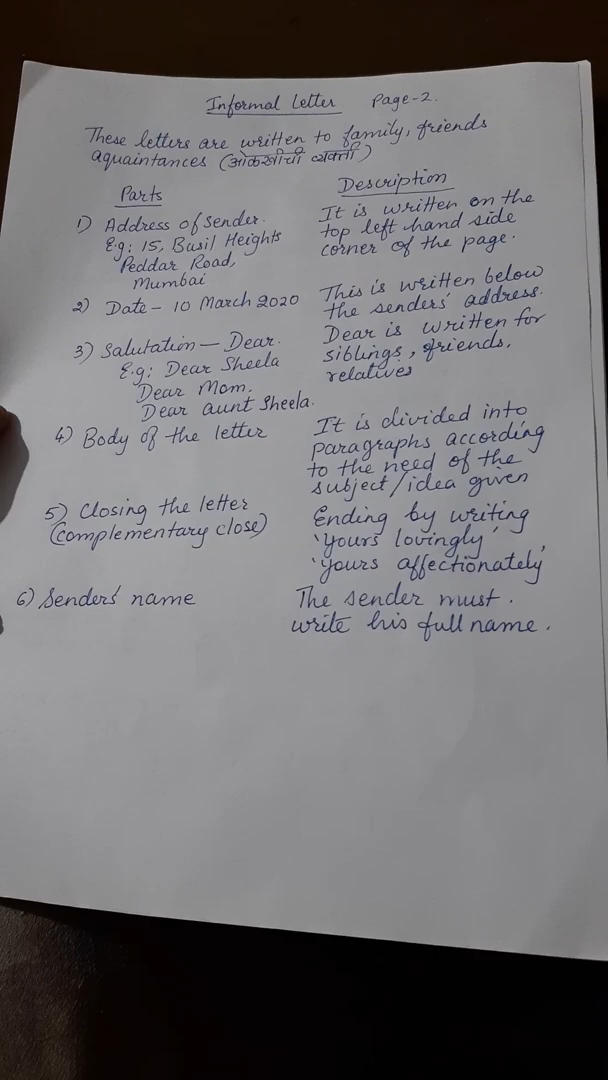 Informal Letter Page-2.
These letters are written to family, friends
aquaintances (ओळखीची व्यक्ती)
Parts
Description
1) Address of Sender.
E.g: 15, Busil Heights
Peddar Road,
Mumbai
It is written on the
top left hand side
corner of the page.
2) Date - 10 March 2020
This is written below
the senders' address.
3) Salutation - Dear.
E.g: Dear Sheela
Dear Mom.
Dear aunt Sheela.
Dear is written for
siblings, friends,
relatives
4) Body of the letter
It is divided into
paragraphs according
to the need of the
subject/idea given
5) Closing the letter
(complementary close)
Ending by writing
'Yours lovingly'
'Yours affectionately'
6) Senders' name
The sender must.
write his full name.